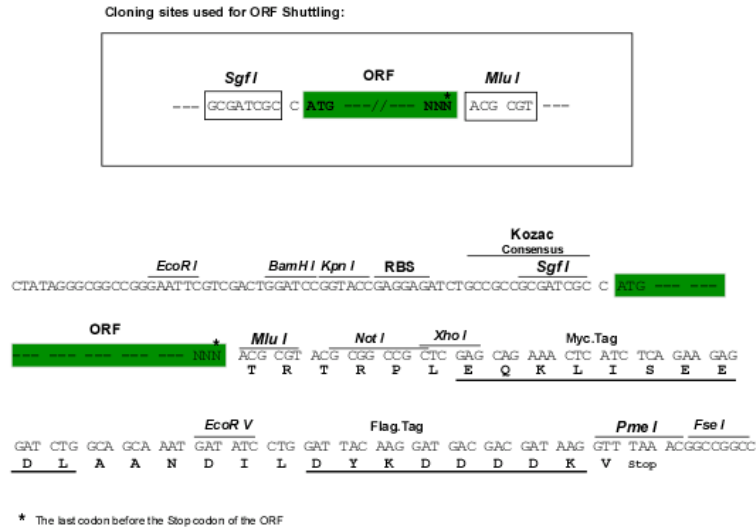 Cloning sites used for ORF Shuttling:
Sgf I ORF Mlu I
--- GCGATCGC C ATG ---//--- NNN* ACG CGT ---
Kozac
Consensus
EcoR I BamH I Kpn I RBS Sgf I
CTATAGGGCGGCCGGGAATTCGTCGACTGGATCCGGTACCGAGGAGATCTGCCGCCGCGATCGC C ATG --- ---
ORF Mlu I Not I Xho I Myc.Tag
--- --- --- --- --- NNN* ACG CGT ACG CGG CCG CTC GAG CAG AAA CTC ATC TCA GAA GAG
T R T R P L E Q K L I S E E
EcoR V Flag.Tag Pme I Fse I
GAT CTG GCA GCA AAT GAT ATC CTG GAT TAC AAG GAT GAC GAC GAT AAG GTT TAA ACGGCCGGCC
D L A A N D I L D Y K D D D D K V Stop
* The last codon before the Stop codon of the ORF